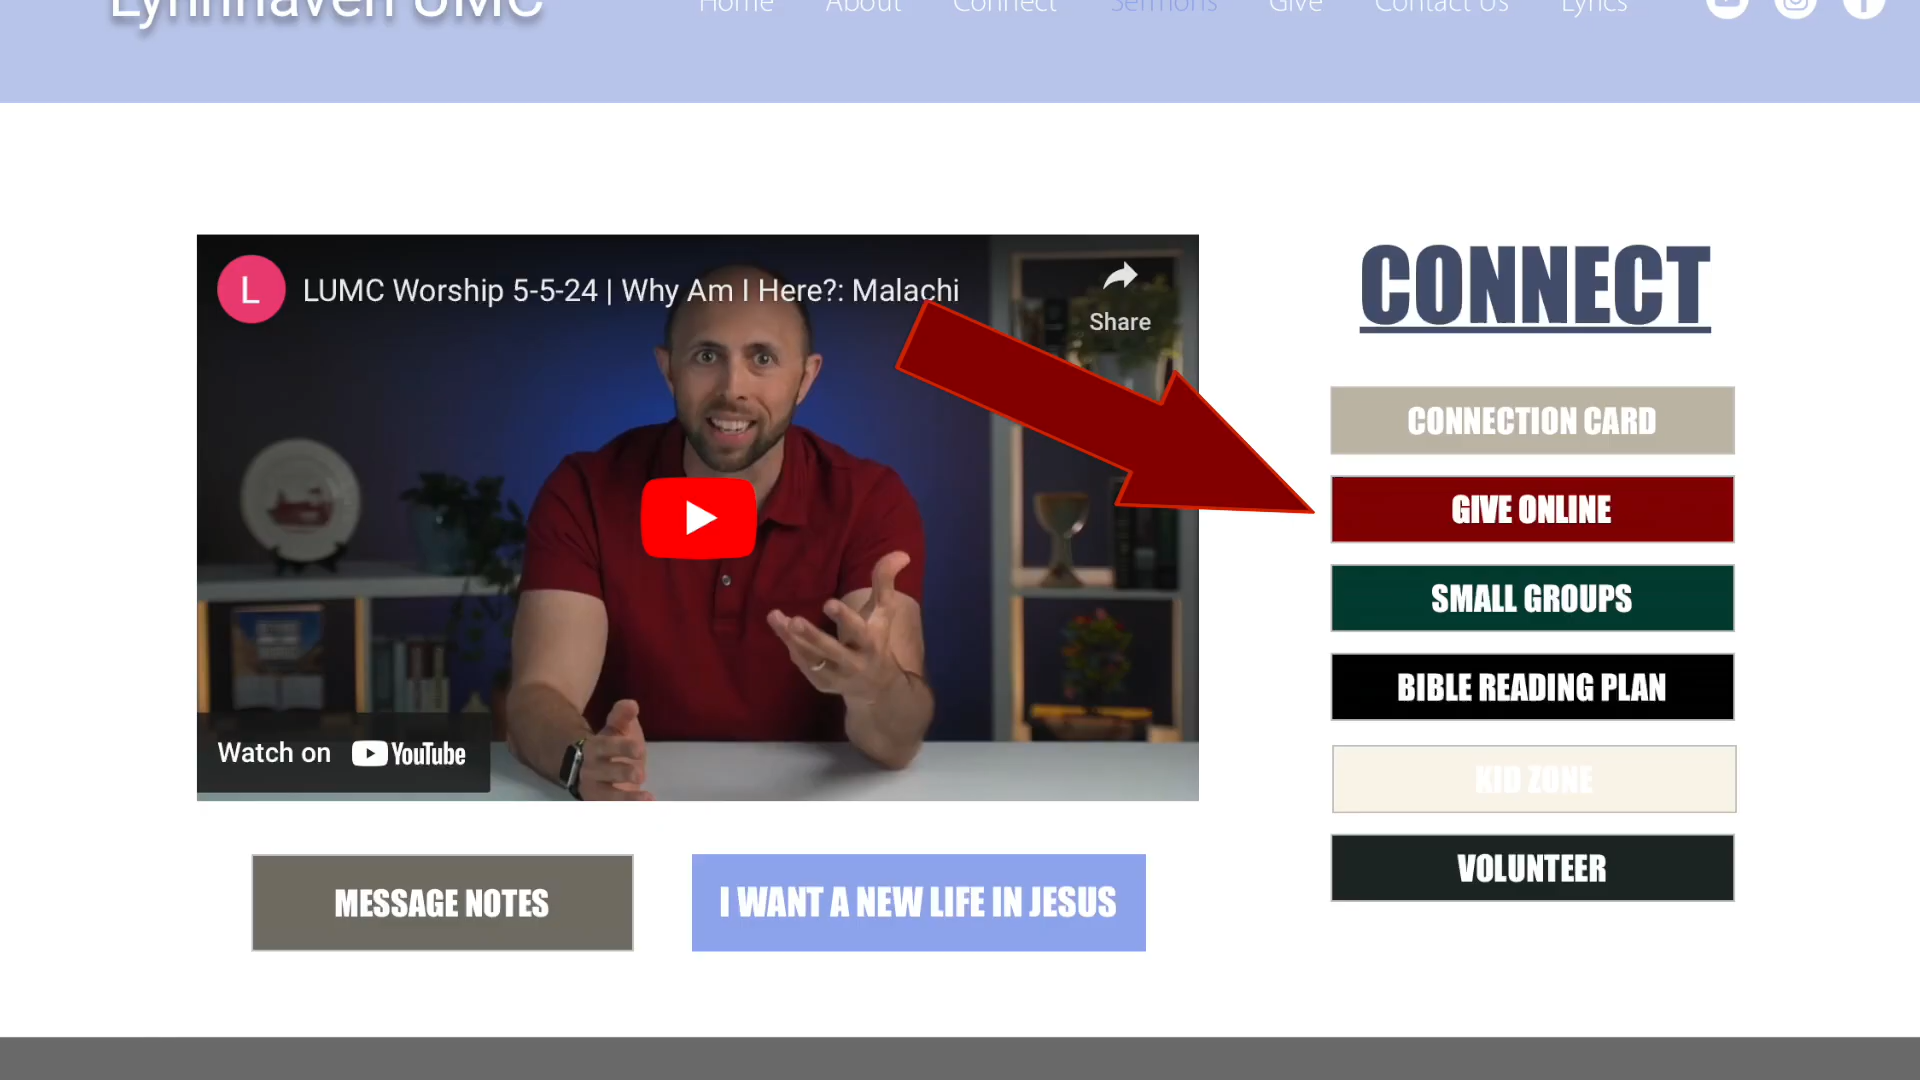 Lynnhaven UMC
Home About Connect Sermons Give Contact Us Lyrics
L
LUMC Worship 5-5-24 | Why Am I Here?: Malachi
Share
Watch on YouTube
MESSAGE NOTES
I WANT A NEW LIFE IN JESUS
CONNECT
CONNECTION CARD
GIVE ONLINE
SMALL GROUPS
BIBLE READING PLAN
KID ZONE
VOLUNTEER